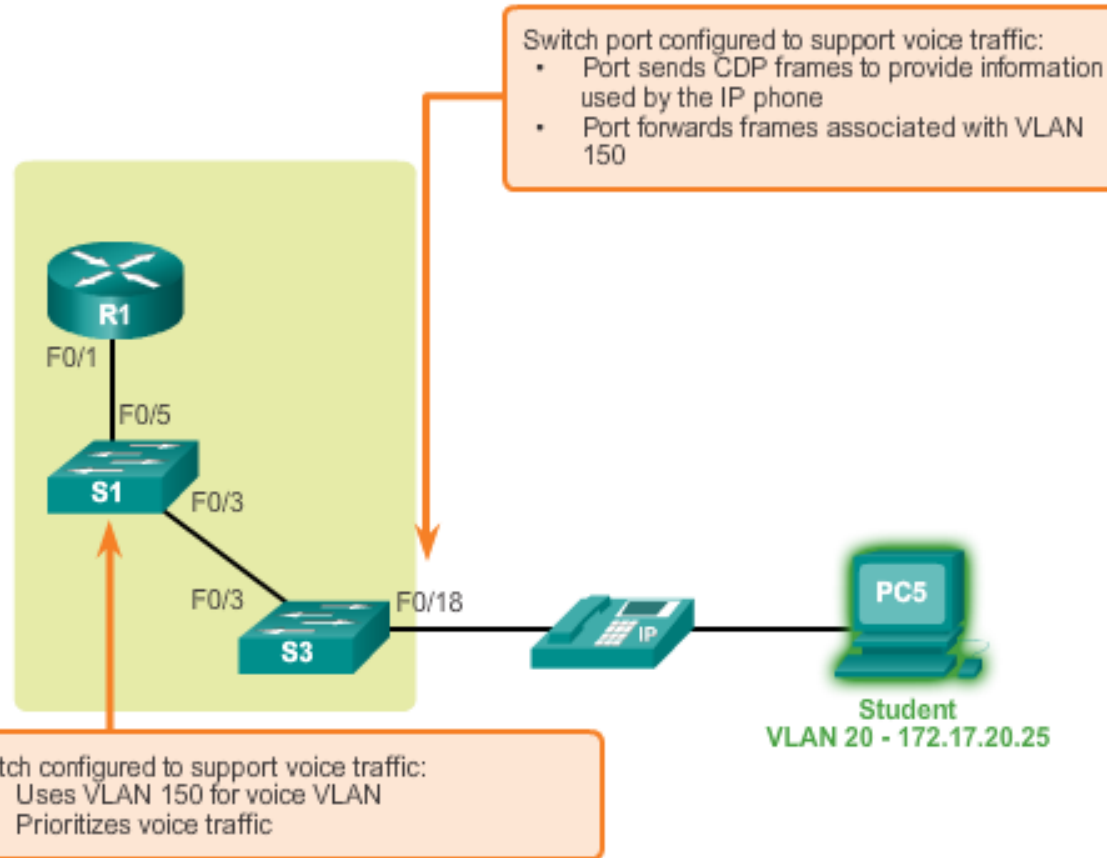 Switch port configured to support voice traffic:
• Port sends CDP frames to provide information
used by the IP phone
• Port forwards frames associated with VLAN
150
R1
F0/1
F0/5
S1
F0/3
F0/3
F0/18
S3
IP
PC5
Student
VLAN 20 - 172.17.20.25
tch configured to support voice traffic:
Uses VLAN 150 for voice VLAN
Prioritizes voice traffic